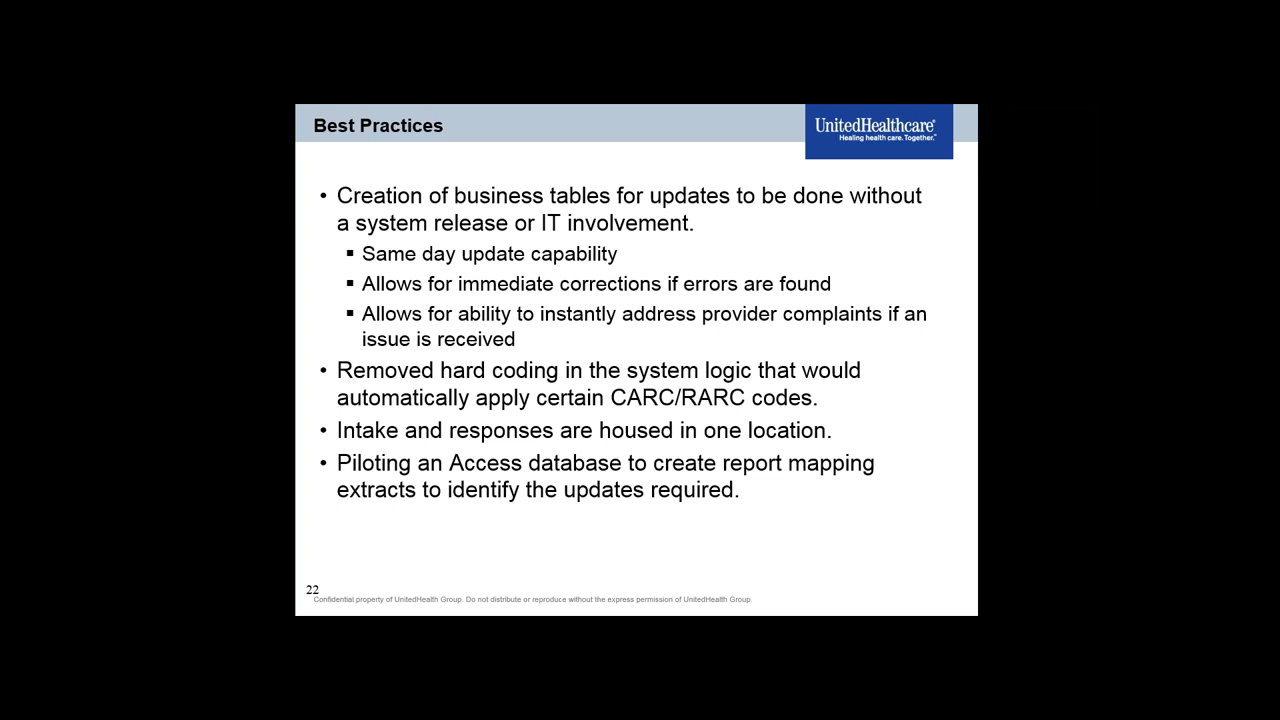 Best Practices
UnitedHealthcare®
Healing health care. Together.™
• Creation of business tables for updates to be done without
a system release or IT involvement.
▪ Same day update capability
▪ Allows for immediate corrections if errors are found
▪ Allows for ability to instantly address provider complaints if an
issue is received
• Removed hard coding in the system logic that would
automatically apply certain CARC/RARC codes.
• Intake and responses are housed in one location.
• Piloting an Access database to create report mapping
extracts to identify the updates required.
22
Confidential property of UnitedHealth Group. Do not distribute or reproduce without the express permission of UnitedHealth Group.